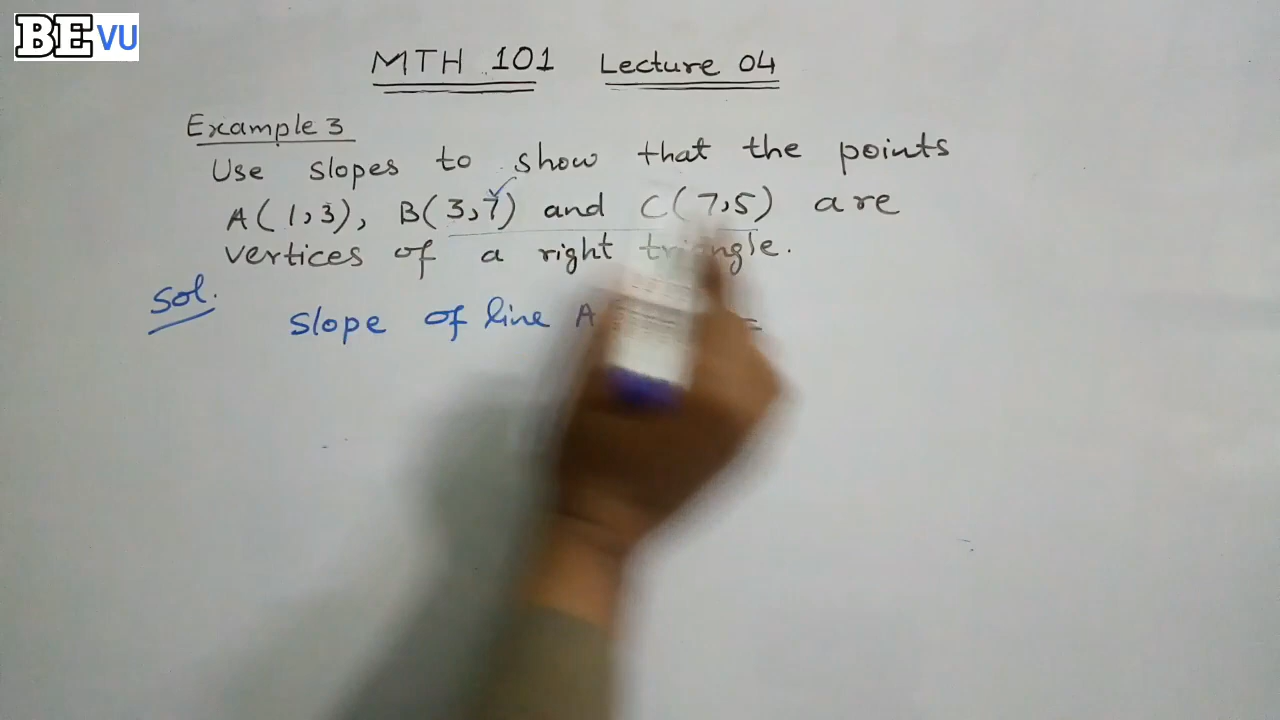 BEVU
MTH 101 Lecture 04
Example 3
Use slopes to show that the points
A(1,3), B(3,7) and C(7,5) are
vertices of a right triangle.
Sol.
Slope of line A =